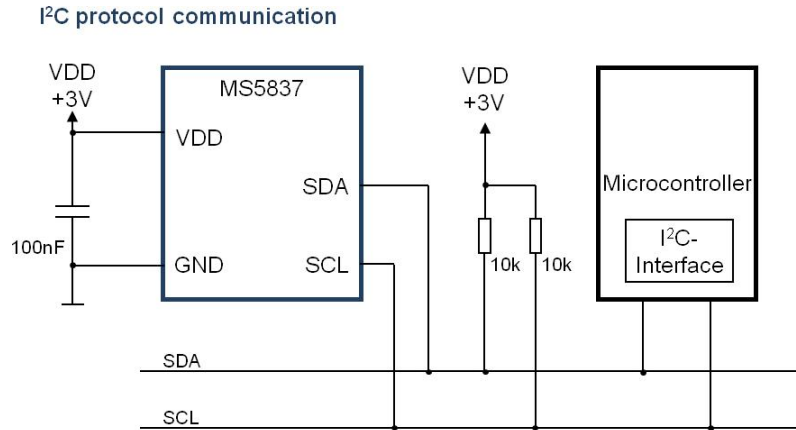 I²C protocol communication
VDD
+3V
MS5837
VDD
SDA
100nF
GND
SCL
VDD
+3V
10k
10k
Microcontroller
I²C-
Interface
SDA
SCL